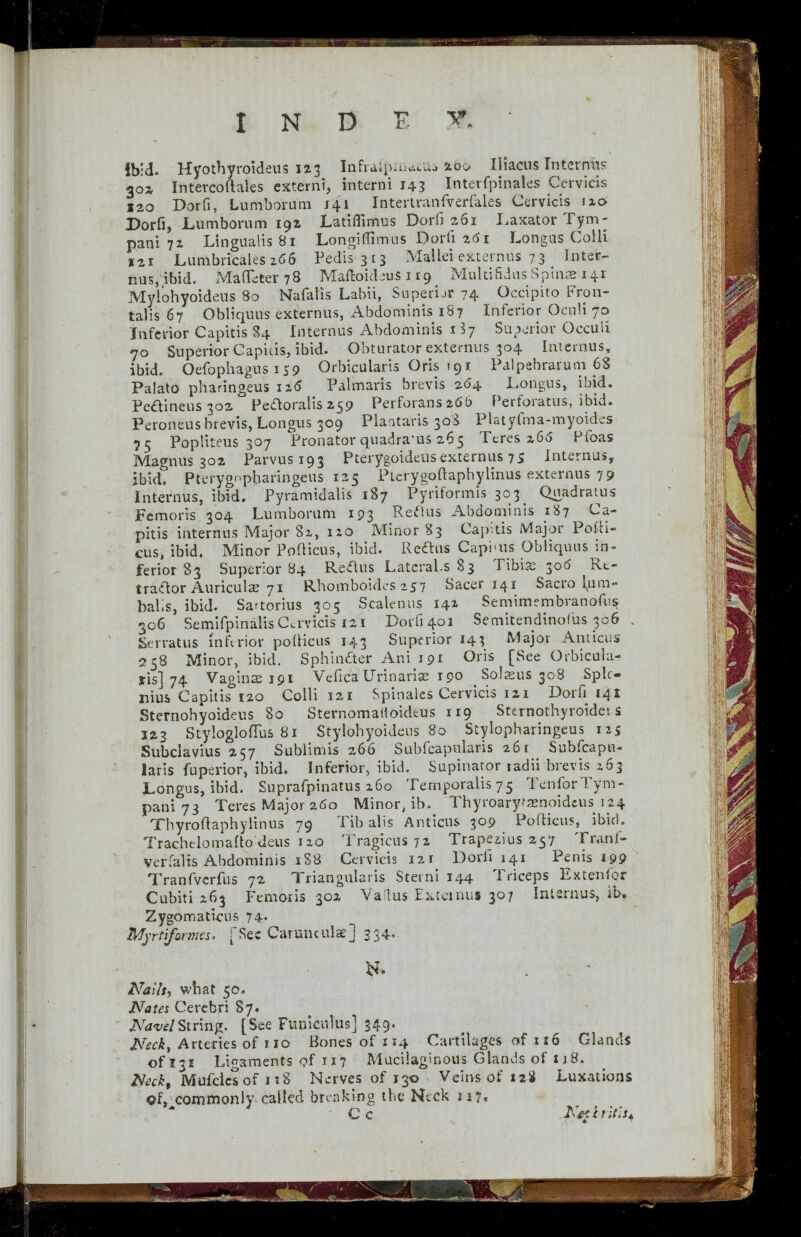 I N D E X.
Ibid. Hyothyroideus 123 Infraspinatus 260 Iliacus Internus
302 Intercoſtales externi, interni 143 Interſpinales Cervicis
120 Dorſi, Lumborum 141 Intertranſverſales Cervicis 120
Dorſi, Lumborum 192 Latiſſimus Dorſi 261 Laxator Tym-
pani 72 Lingualis 81 Longiſſimus Dorſi 261 Longus Colli
121 Lumbricales 266 Pedis 313 Mallei externus 73 Inter-
nus, ibid. Maſſeter 78 Maſtoideus 119 Multifidus Spinæ 141
Mylohyoideus 80 Naſalis Labii, Superior 74 Occipito Fron-
talis 67 Obliquus externus, Abdominis 187 Inferior Oculi 70
Inferior Capitis 84 Internus Abdominis 187 Superior Occuli
70 Superior Capitis, ibid. Obturator externus 304 Internus,
ibid. Oeſophagus 159 Orbicularis Oris 191 Palpebrarum 68
Palato pharingeus 126 Palmaris brevis 264 Longus, ibid.
Pectineus 302 Pectoralis 259 Perforans 266 Perforatus, ibid.
Peroneus brevis, Longus 309 Plantaris 308 Platyſma-myoides
75 Popliteus 307 Pronator quadratus 265 Teres 266 Pſoas
Magnus 302 Parvus 193 Pterygoideus externus 75 Internus,
ibid. Pterygopharingeus 125 Pterygoſtaphylinus externus 79
Internus, ibid. Pyramidalis 187 Pyriformis 303 Quadratus
Femoris 304 Lumborum 193 Rectus Abdominis 187 Ca-
pitis internus Major 82, 120 Minor 83 Capitis Major Poſti-
cus, ibid. Minor Poſticus, ibid. Rectus Capitus Obliquus in-
ferior 83 Superior 84 Rectus Lateralis 83 Tibiæ 306 Re-
tractor Auriculæ 71 Rhomboides 257 Sacer 141 Sacro lum-
balis, ibid. Sartorius 305 Scalenus 142 Semimembranoſus
306 Semiſpinalis Cervicis 121 Dorſi 401 Semitendinoſus 306
Serratus inferior poſticus 143 Superior 143 Major Anticus
258 Minor, ibid. Sphincter Ani 191 Oris [See Orbicula-
ris] 74 Vaginæ 191 Veſica Urinariæ 190 Solæus 308 Sple-
nius Capitis 120 Colli 121 Spinales Cervicis 121 Dorſi 141
Sternohyoideus 80 Sternomaſtoideus 119 Sternothyroideus
123 Stylogloſſus 81 Stylohyoideus 80 Stylopharingeus 125
Subclavius 257 Sublimis 266 Subſcapularis 261 Subſcapu-
laris ſuperior, ibid. Inferior, ibid. Supinator radii brevis 263
Longus, ibid. Suprafpinatus 260 Temporalis 75 Tenſor Tym-
pani 73 Teres Major 260 Minor, ib. Thyroarytænoideus 124
Thyroſtaphylinus 79 Tibialis Anticus 309 Poſticus, ibid.
Trachelomaſtoideus 120 Tragicus 72 Trapezius 257 Tranſ-
verſalis Abdominis 188 Cervicis 121 Dorſi 141 Penis 199
Tranſverſus 72 Triangularis Sterni 144 Triceps Extenſor
Cubiti 263 Femoris 302 Vaſtus Externus 307 Internus, ib.
Zygomaticus 74.
Myrtiformes. [See Carunculæ] 334.
N.
Nails, what 50.
Nates Cerebri 87.
Navel String. [See Funiculus] 349.
Neck, Arteries of 110 Bones of 114 Cartilages of 116 Glands
of 131 Ligaments of 117 Mucilaginous Glands of 118.
Neck, Muſcles of 118 Nerves of 130 Veins of 128 Luxations
of, commonly called breaking the Neck 117.
C c Nephritis.